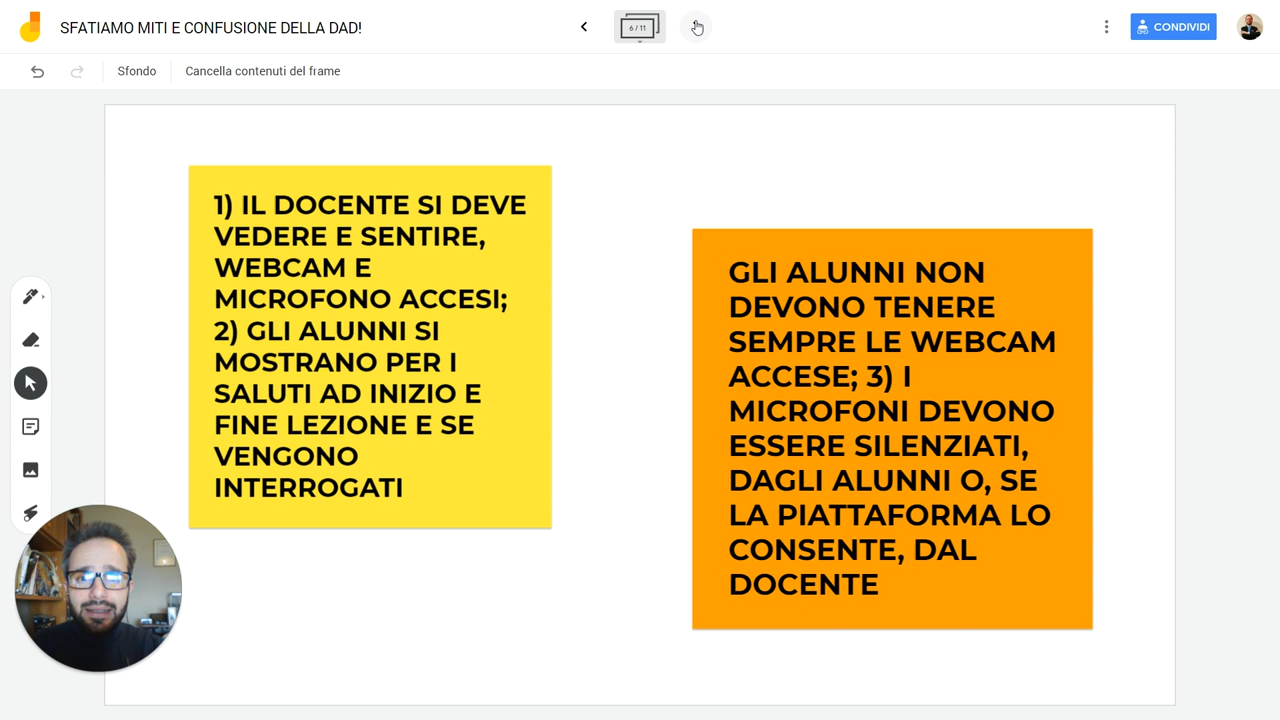 SFATIAMO MITI E CONFUSIONE DELLA DAD!
6 / 11
CONDIVIDI
Sfondo
Cancella contenuti del frame
1) IL DOCENTE SI DEVE
VEDERE E SENTIRE,
WEBCAM E
MICROFONO ACCESI;
2) GLI ALUNNI SI
MOSTRANO PER I
SALUTI AD INIZIO E
FINE LEZIONE E SE
VENGONO
INTERROGATI
GLI ALUNNI NON
DEVONO TENERE
SEMPRE LE WEBCAM
ACCESE; 3) I
MICROFONI DEVONO
ESSERE SILENZIATI,
DAGLI ALUNNI O, SE
LA PIATTAFORMA LO
CONSENTE, DAL
DOCENTE